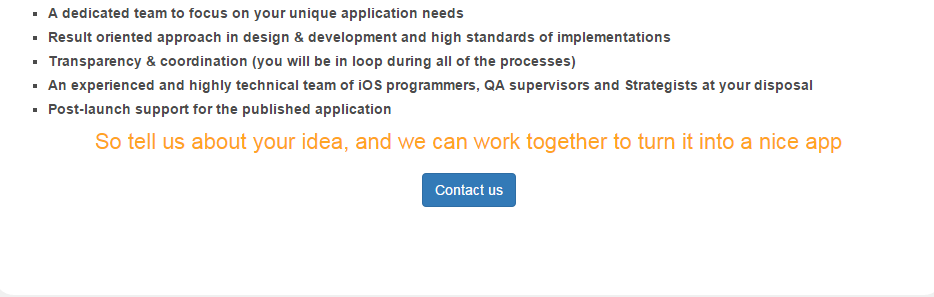 A dedicated team to focus on your unique application needs
Result oriented approach in design & development and high standards of implementations
Transparency & coordination (you will be in loop during all of the processes)
An experienced and highly technical team of iOS programmers, QA supervisors and Strategists at your disposal
Post-launch support for the published application
So tell us about your idea, and we can work together to turn it into a nice app
Contact us